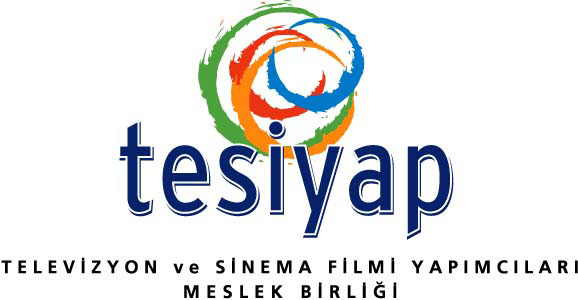 tesiyap
TELEVİZYON ve SİNEMA FİLMİ YAPIMCILARI
MESLEK BİRLİĞİ